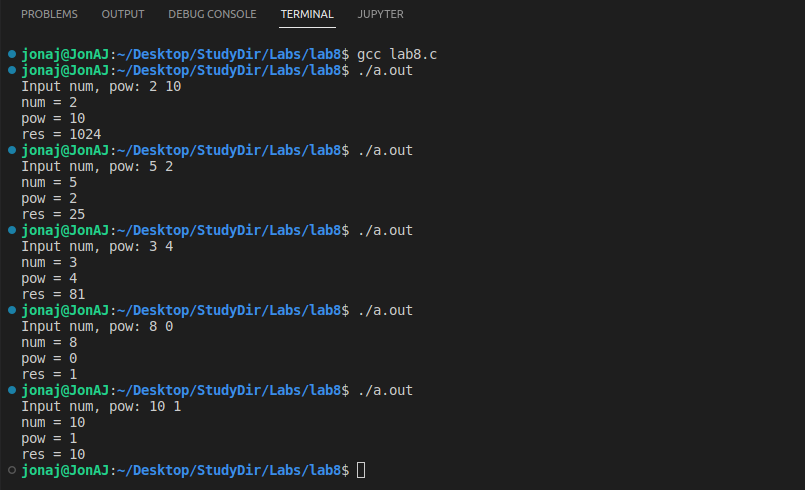 PROBLEMS OUTPUT DEBUG CONSOLE TERMINAL JUPYTER
jonaj@JonAJ:~/Desktop/StudyDir/Labs/lab8$ gcc lab8.c
jonaj@JonAJ:~/Desktop/StudyDir/Labs/lab8$ ./a.out
Input num, pow: 2 10
num = 2
pow = 10
res = 1024
jonaj@JonAJ:~/Desktop/StudyDir/Labs/lab8$ ./a.out
Input num, pow: 5 2
num = 5
pow = 2
res = 25
jonaj@JonAJ:~/Desktop/StudyDir/Labs/lab8$ ./a.out
Input num, pow: 3 4
num = 3
pow = 4
res = 81
jonaj@JonAJ:~/Desktop/StudyDir/Labs/lab8$ ./a.out
Input num, pow: 8 0
num = 8
pow = 0
res = 1
jonaj@JonAJ:~/Desktop/StudyDir/Labs/lab8$ ./a.out
Input num, pow: 10 1
num = 10
pow = 1
res = 10
jonaj@JonAJ:~/Desktop/StudyDir/Labs/lab8$